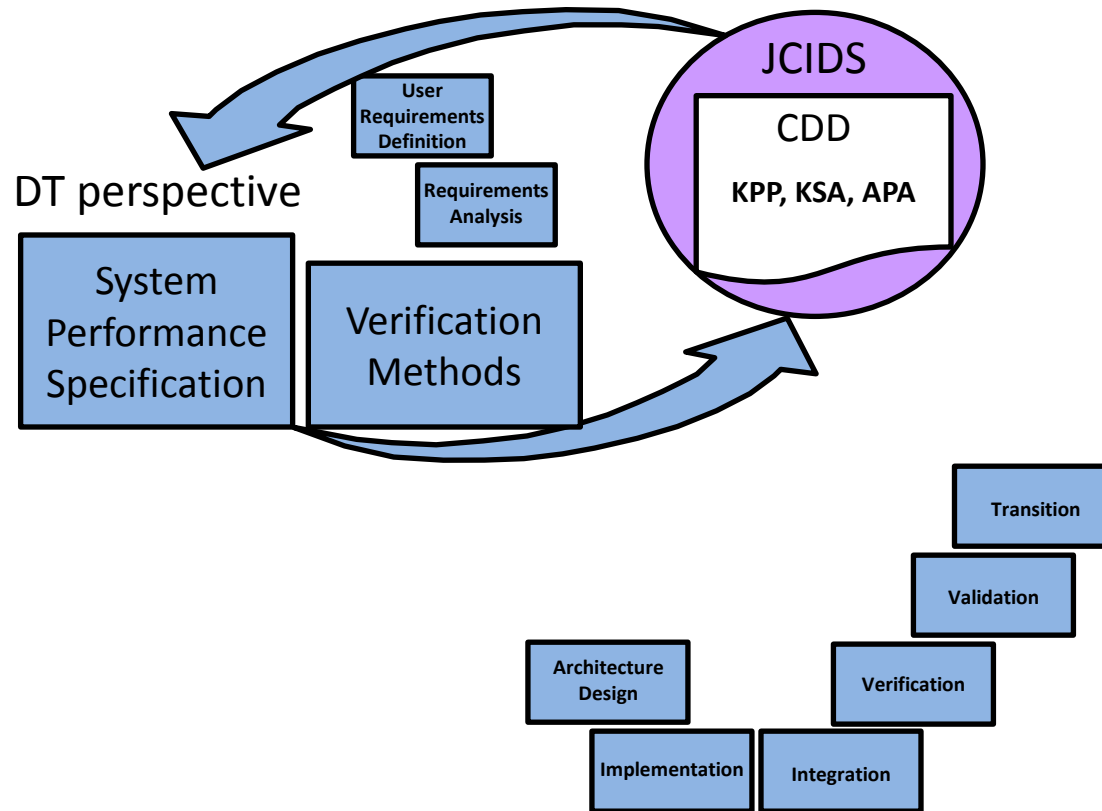 JCIDS
CDD
KPP, KSA, APA
User
Requirements
Definition
Requirements
Analysis
DT perspective
System
Performance
Specification
Verification
Methods
Transition
Validation
Architecture
Design
Verification
Implementation
Integration